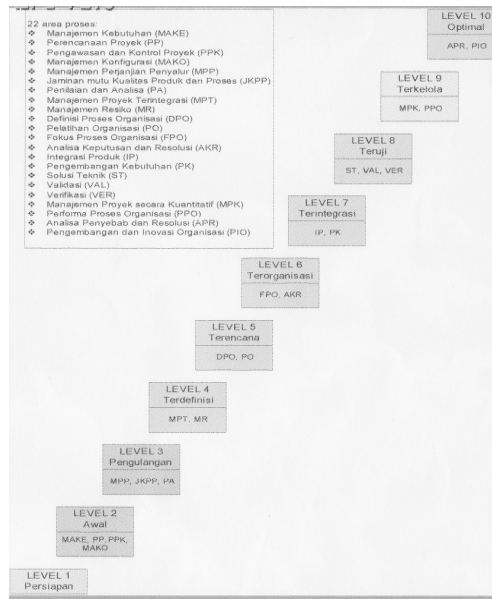 22 area proses:
❖ Manajemen Kebutuhan (MAKE)
❖ Perencanaan Proyek (PP)
❖ Pengawasan dan Kontrol Proyek (PPK)
❖ Manajemen Konfigurasi (MAKO)
❖ Manajemen Perjanjian Penyalur (MPP)
❖ Jaminan mutu Kualitas Produk dan Proses (JKPP)
❖ Penilaian dan Analisa (PA)
❖ Manajemen Proyek Terintegrasi (MPT)
❖ Manajemen Resiko (MR)
❖ Definisi Proses Organisasi (DPO)
❖ Pelatihan Organisasi (PO)
❖ Fokus Proses Organisasi (FPO)
❖ Analisa Keputusan dan Resolusi (AKR)
❖ Integrasi Produk (IP)
❖ Pengembangan Kebutuhan (PK)
❖ Solusi Teknik (ST)
❖ Validasi (VAL)
❖ Verifikasi (VER)
❖ Manajemen Proyek secara Kuantitatif (MPK)
❖ Performa Proses Organisasi (PPO)
❖ Analisa Penyebab dan Resolusi (APR)
❖ Pengembangan dan Inovasi Organisasi (PIO)
LEVEL 10
Optimal
APR, PIO
LEVEL 9
Terkelola
MPK, PPO
LEVEL 8
Teruji
ST, VAL, VER
LEVEL 7
Terintegrasi
IP, PK
LEVEL 6
Terorganisasi
FPO, AKR
LEVEL 5
Terencana
DPO, PO
LEVEL 4
Terdefinisi
MPT, MR
LEVEL 3
Pengulangan
MPP, JKPP, PA
LEVEL 2
Awal
MAKE, PP, PPK,
MAKO
LEVEL 1
Persiapan